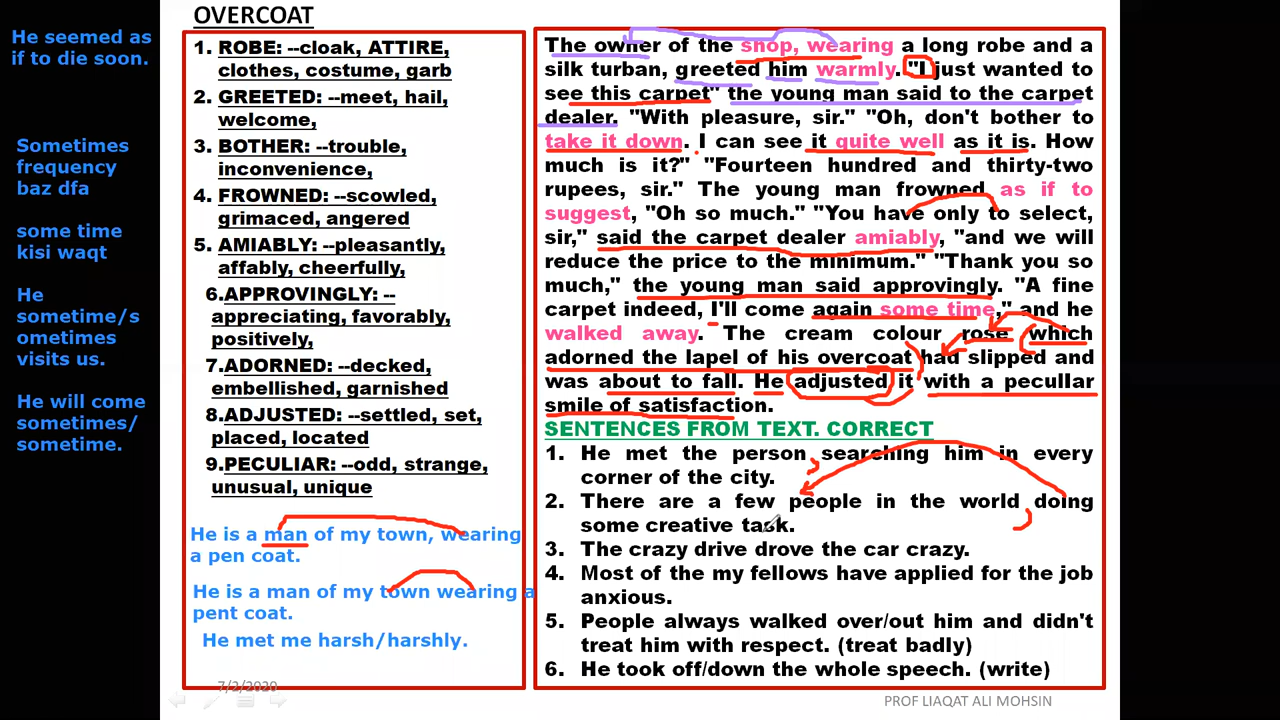 He seemed as
if to die soon.
Sometimes
frequency
baz dfa
some time
kisi waqt
He
sometime/s
ometimes
visits us.
He will come
sometimes/
sometime.
OVERCOAT
1. ROBE: --cloak, ATTIRE,
clothes, costume, garb
2. GREETED: --meet, hail,
welcome,
3. BOTHER: --trouble,
inconvenience,
4. FROWNED: --scowled,
grimaced, angered
5. AMIABLY: --pleasantly,
affably, cheerfully,
6.APPROVINGLY: --
appreciating, favorably,
positively,
7.ADORNED: --decked,
embellished, garnished
8.ADJUSTED: --settled, set,
placed, located
9.PECULIAR: --odd, strange,
unusual, unique
He is a man of my town, wearing
a pen coat.
He is a man of my town wearing a
pent coat.
He met me harsh/harshly.
7/2/2020
The owner of the shop, wearing a long robe and a
silk turban, greeted him warmly. "I just wanted to
see this carpet" the young man said to the carpet
dealer. "With pleasure, sir." "Oh, don't bother to
take it down. I can see it quite well as it is. How
much is it?" "Fourteen hundred and thirty-two
rupees, sir." The young man frowned as if to
suggest, "Oh so much." "You have only to select,
sir," said the carpet dealer amiably, "and we will
reduce the price to the minimum." "Thank you so
much," the young man said approvingly. "A fine
carpet indeed, I'll come again some time," and he
walked away. The cream colour rose which
adorned the lapel of his overcoat had slipped and
was about to fall. He adjusted it with a peculiar
smile of satisfaction.
SENTENCES FROM TEXT. CORRECT
1. He met the person searching him in every
corner of the city.
2. There are a few people in the world doing
some creative task.
3. The crazy drive drove the car crazy.
4. Most of the my fellows have applied for the job
anxious.
5. People always walked over/out him and didn't
treat him with respect. (treat badly)
6. He took off/down the whole speech. (write)
PROF LIAQAT ALI MOHSIN